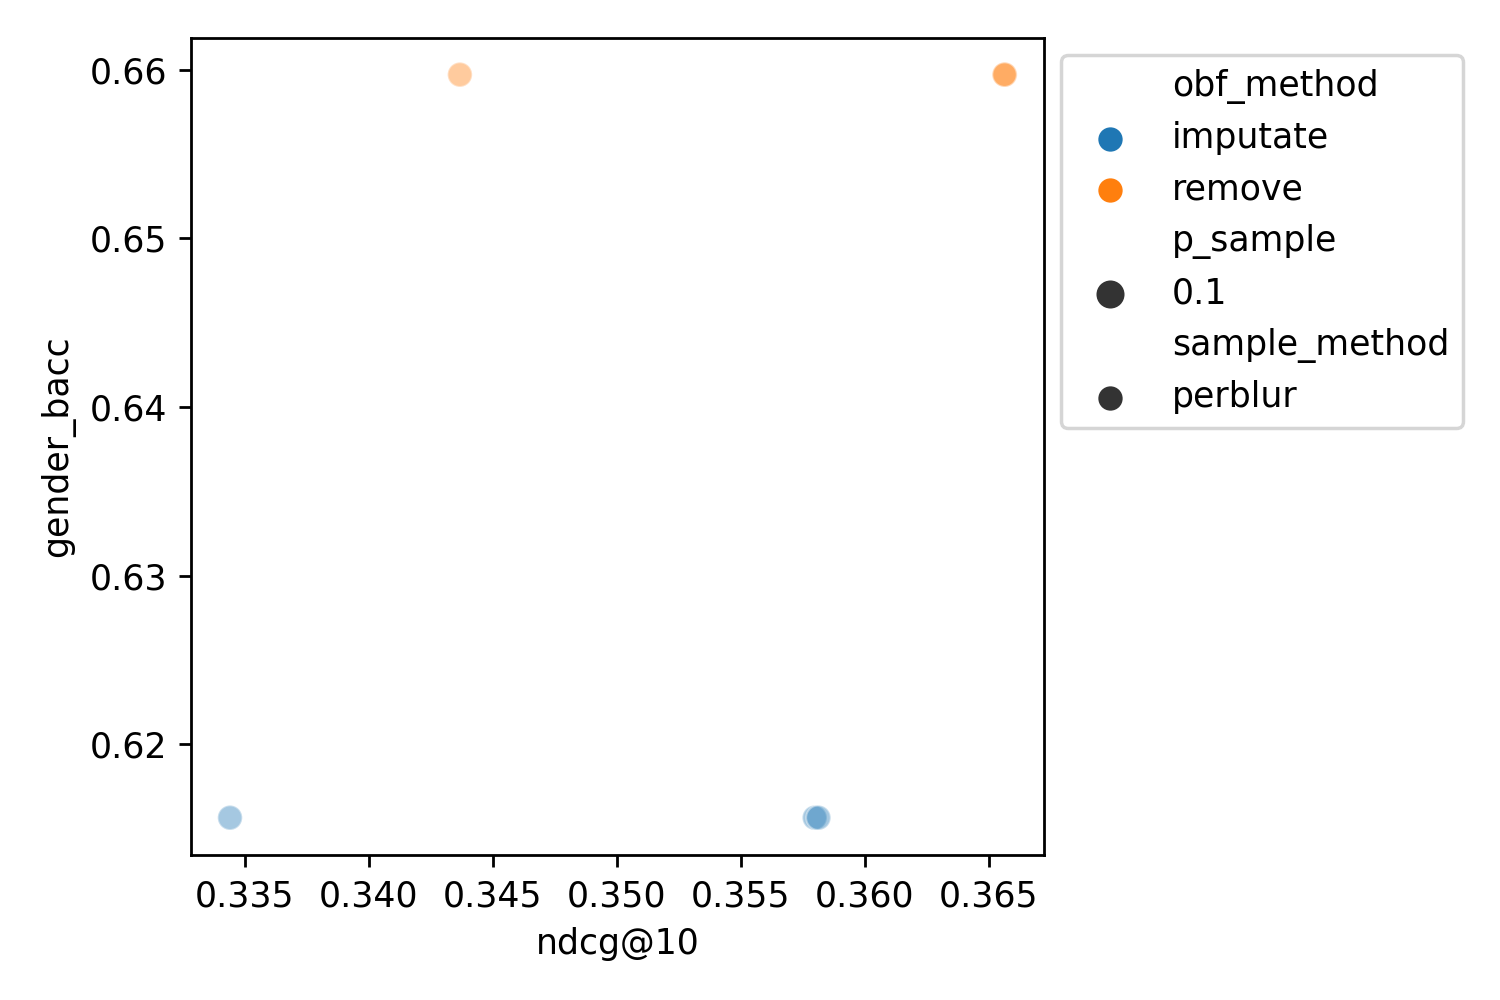 0.66
0.65
0.64
0.63
0.62
gender_bacc
0.335 0.340 0.345 0.350 0.355 0.360 0.365
ndcg@10
obf_method
imputate
remove
p_sample
0.1
sample_method
perblur